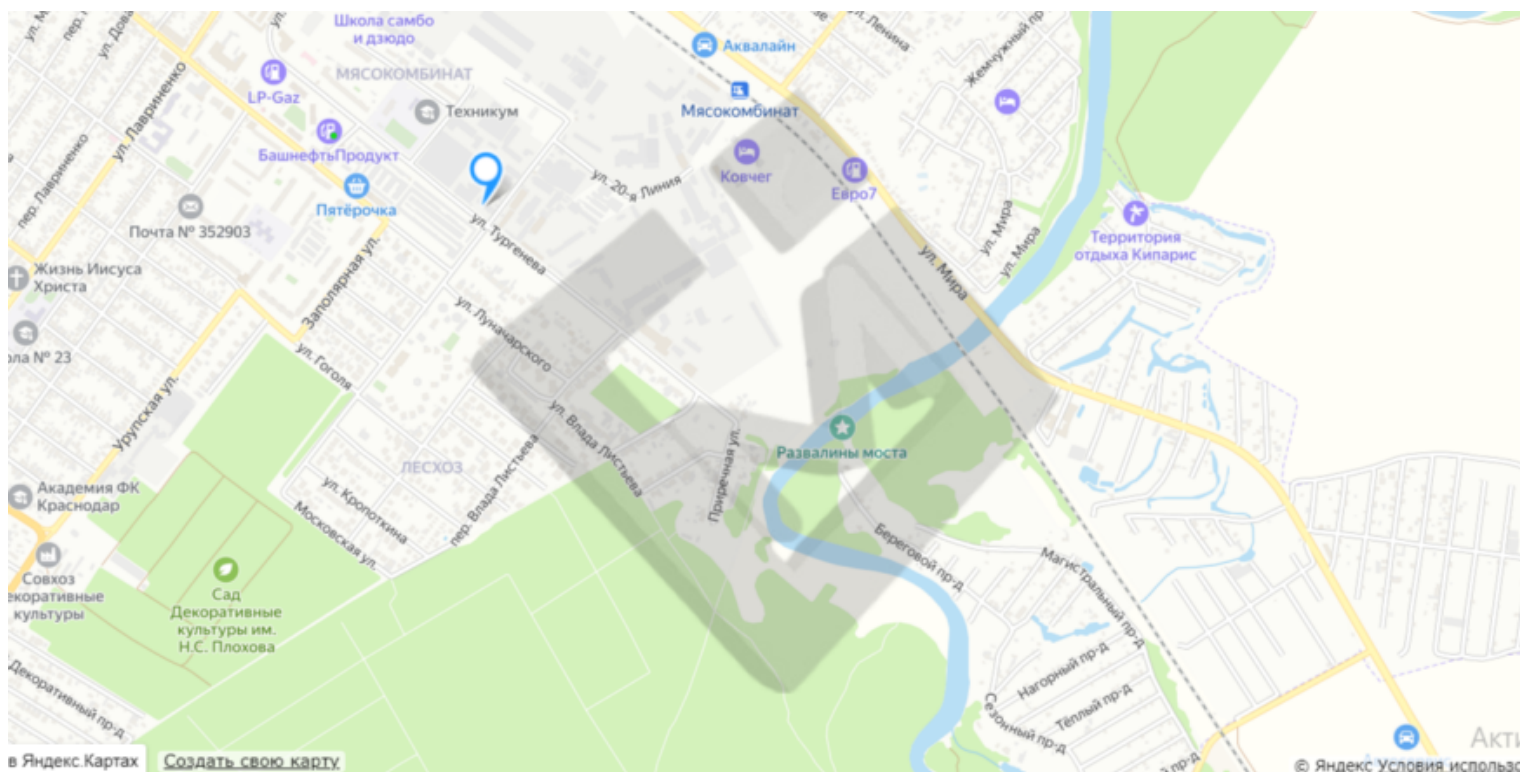 Школа самбо
и дзюдо
Аквалайн
ул. Ленина
Жемчужный пр-
МЯСОКОМБИНАТ
LP-Gaz
Техникум
Мясокомбинат
ул. Лавриненко
пер. Лавриненко
БашнефтьПродукт
Ковчег
Евро7
ул. 20-я Линия
Пятёрочка
Почта № 352903
ул. Тургенева
ул. Мира
ул. Мира
ул. Мира
Территория
отдыха Кипарис
Жизнь Иисуса
Христа
Заполярная ул.
ул. Луначарского
ола № 23
ул. Гоголя
Урупская ул.
ул. Влада Листьева
Развалины моста
ЛЕСХОЗ
Приречная ул.
пер. Влада Листьева
ул. Кропоткина
Московская ул.
Академия ФК
Краснодар
Береговой пр-д
Магистральный пр-д
Совхоз
екоративные
культуры
Сад
Декоративные
культуры им.
Н.С. Плохова
Нагорный пр-д
Тёплый пр-д
Сезонный пр-д
Декоративный пр-д
в Яндекс.Картах
Создать свою карту
© Яндекс Условия использо